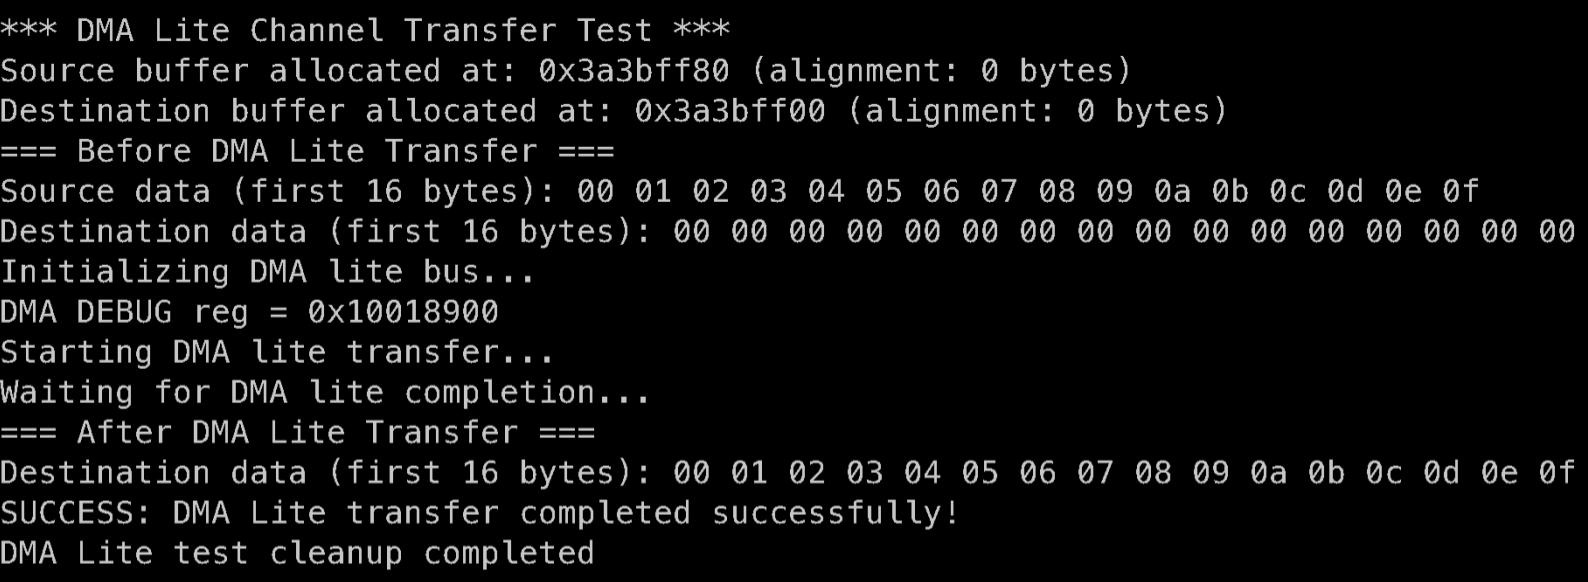 *** DMA Lite Channel Transfer Test ***
Source buffer allocated at: 0x3a3bff80 (alignment: 0 bytes)
Destination buffer allocated at: 0x3a3bff00 (alignment: 0 bytes)
=== Before DMA Lite Transfer ===
Source data (first 16 bytes): 00 01 02 03 04 05 06 07 08 09 0a 0b 0c 0d 0e 0f
Destination data (first 16 bytes): 00 00 00 00 00 00 00 00 00 00 00 00 00 00 00 00
Initializing DMA lite bus...
DMA DEBUG reg = 0x10018900
Starting DMA lite transfer...
Waiting for DMA lite completion...
=== After DMA Lite Transfer ===
Destination data (first 16 bytes): 00 01 02 03 04 05 06 07 08 09 0a 0b 0c 0d 0e 0f
SUCCESS: DMA Lite transfer completed successfully!
DMA Lite test cleanup completed